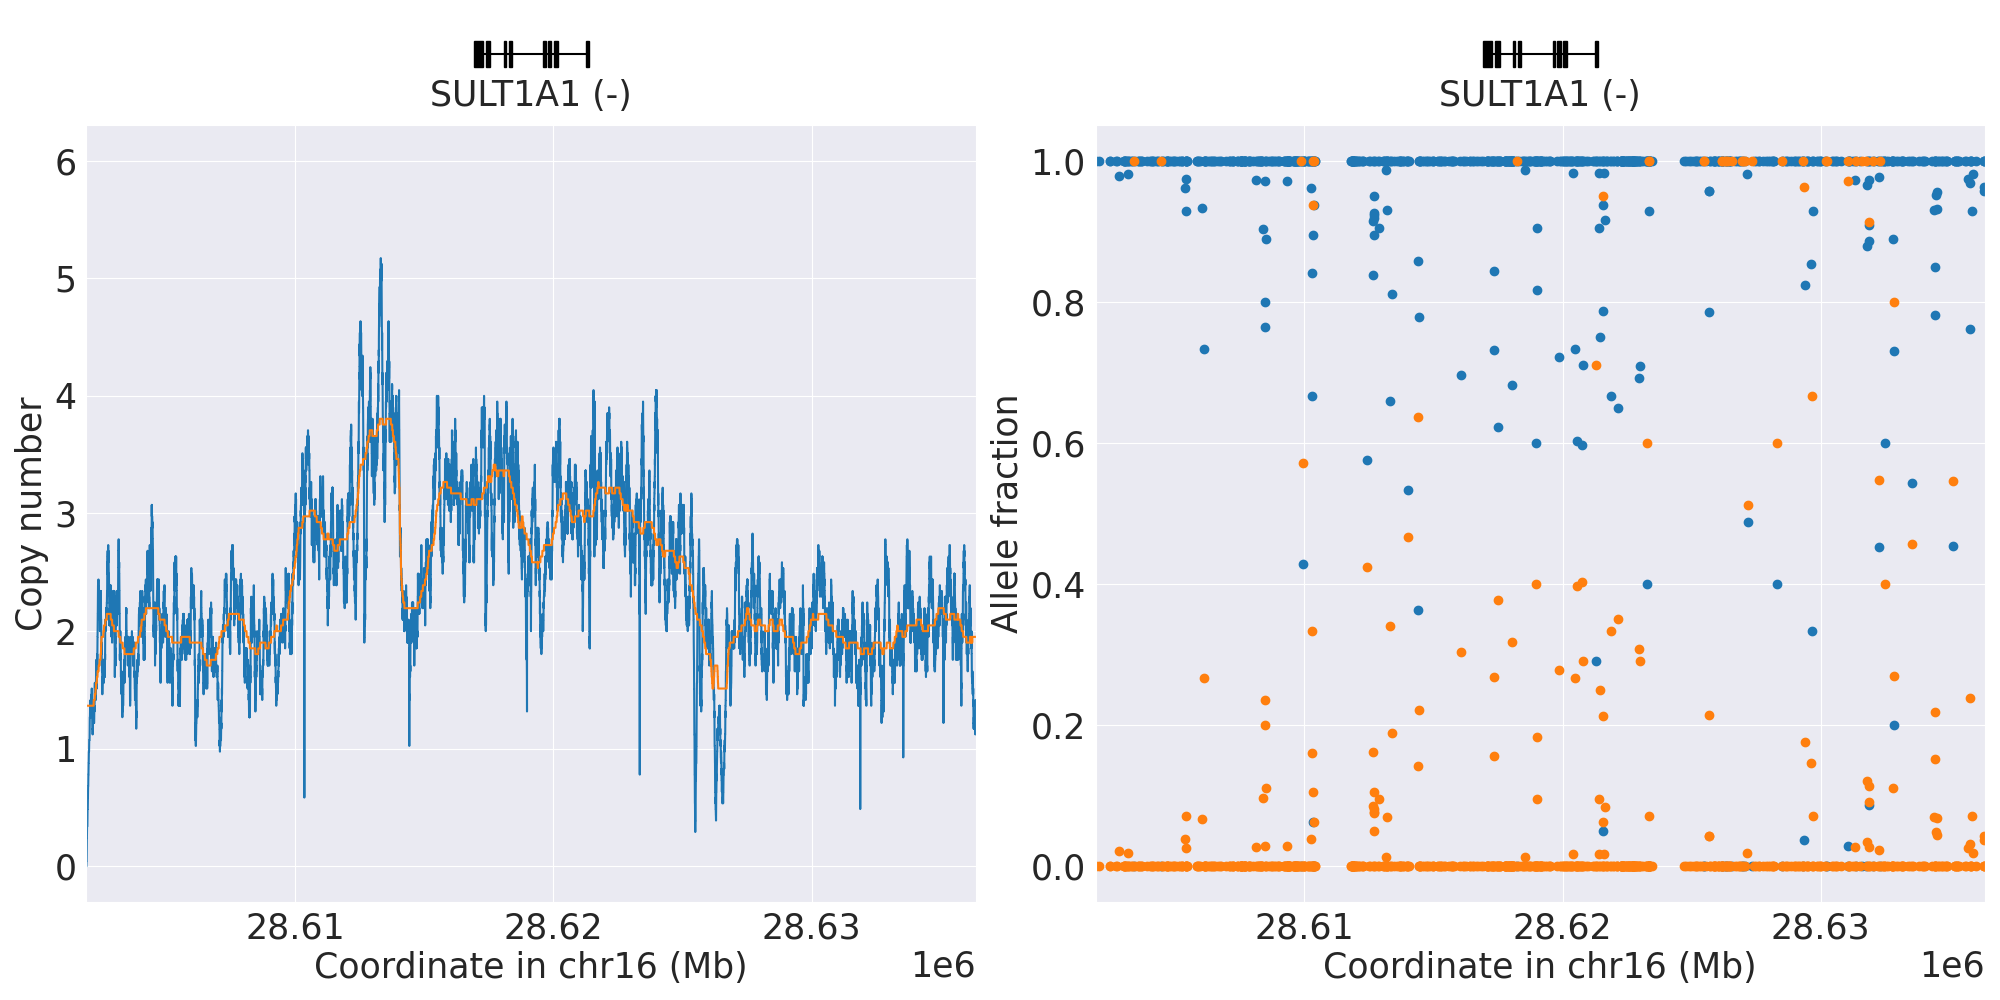 SULT1A1 (-)
6
5
4
3
2
1
0
Copy number
28.61
28.62
28.63
Coordinate in chr16 (Mb)
1e6
SULT1A1 (-)
1.0
0.8
0.6
0.4
0.2
0.0
Allele fraction
28.61
28.62
28.63
Coordinate in chr16 (Mb)
1e6